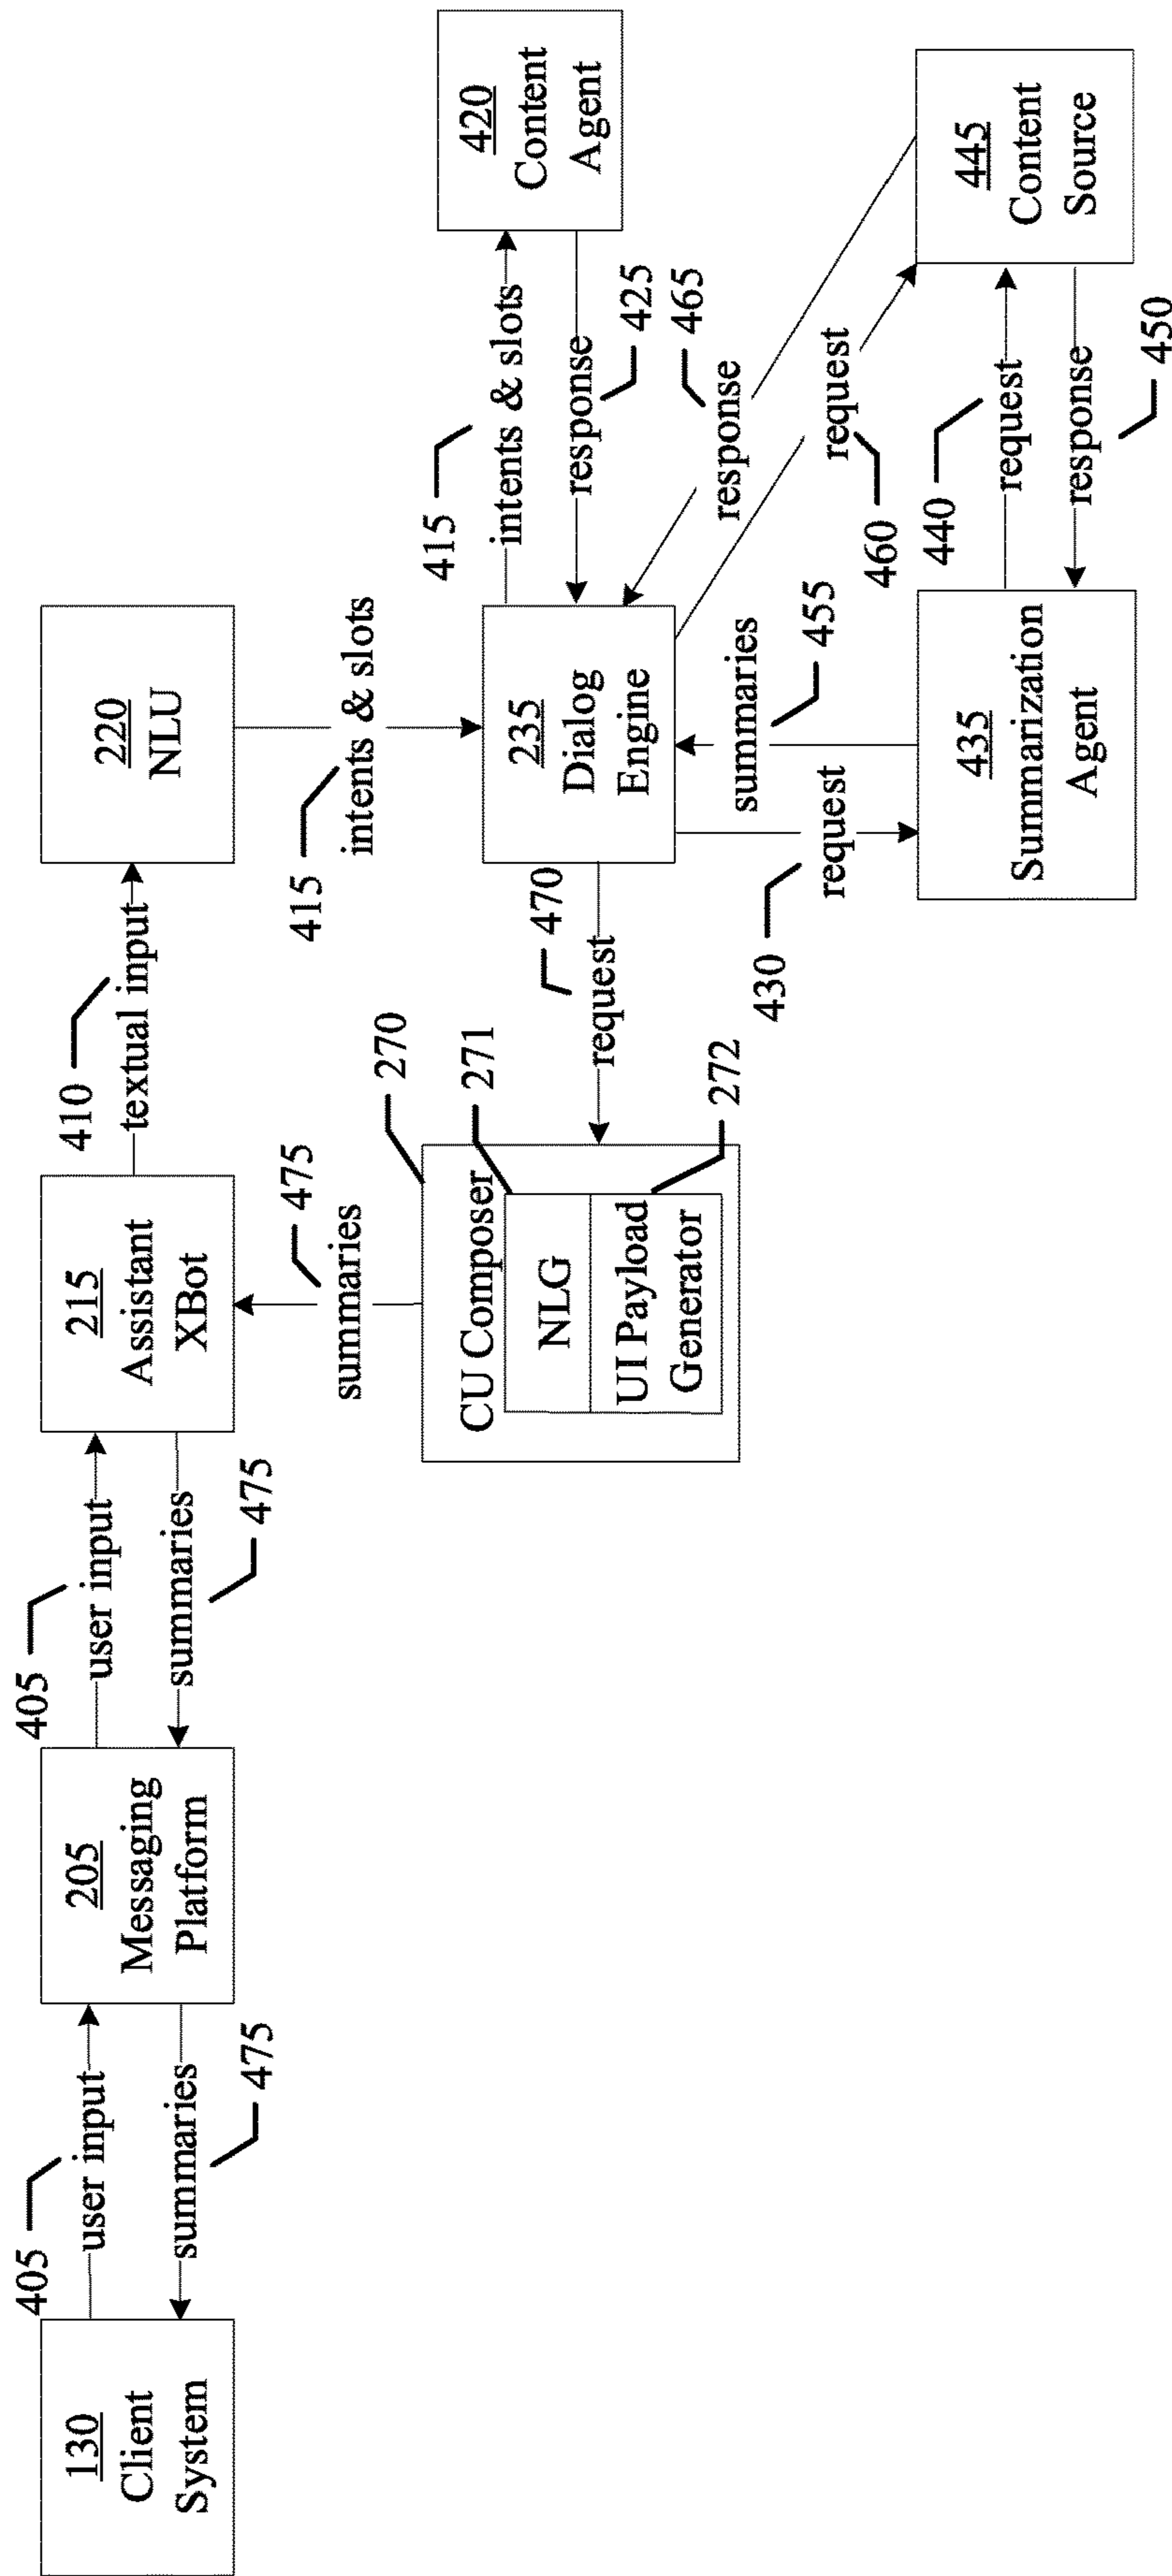 130
Client
System
405
user input
summaries
475
205
Messaging
Platform
405
user input
summaries
475
215
Assistant
XBot
410
textual input
220
NLU
475
summaries
415
intents & slots
270
CU Composer
271
NLG
UI Payload
Generator
272
470
request
235
Dialog
Engine
415
intents & slots
response
425
420
Content
Agent
response
465
request
460
summaries
455
request
430
435
Summarization
Agent
440
request
response
450
445
Content
Source